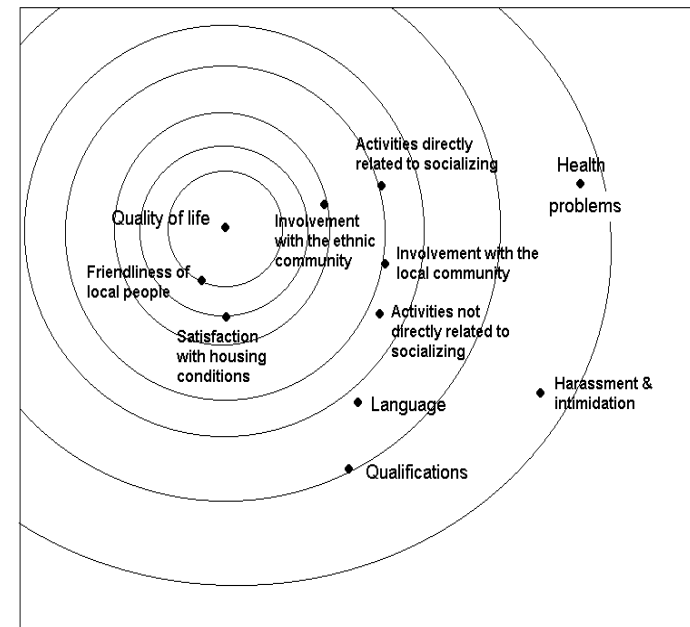 Activities directly
related to socializing
Health
problems
Quality of life
Involvement
with the ethnic
community
Involvement with the
local community
Friendliness of
local people
Activities not
directly related to
socializing
Satisfaction
with housing
conditions
Harassment &
intimidation
Language
Qualifications